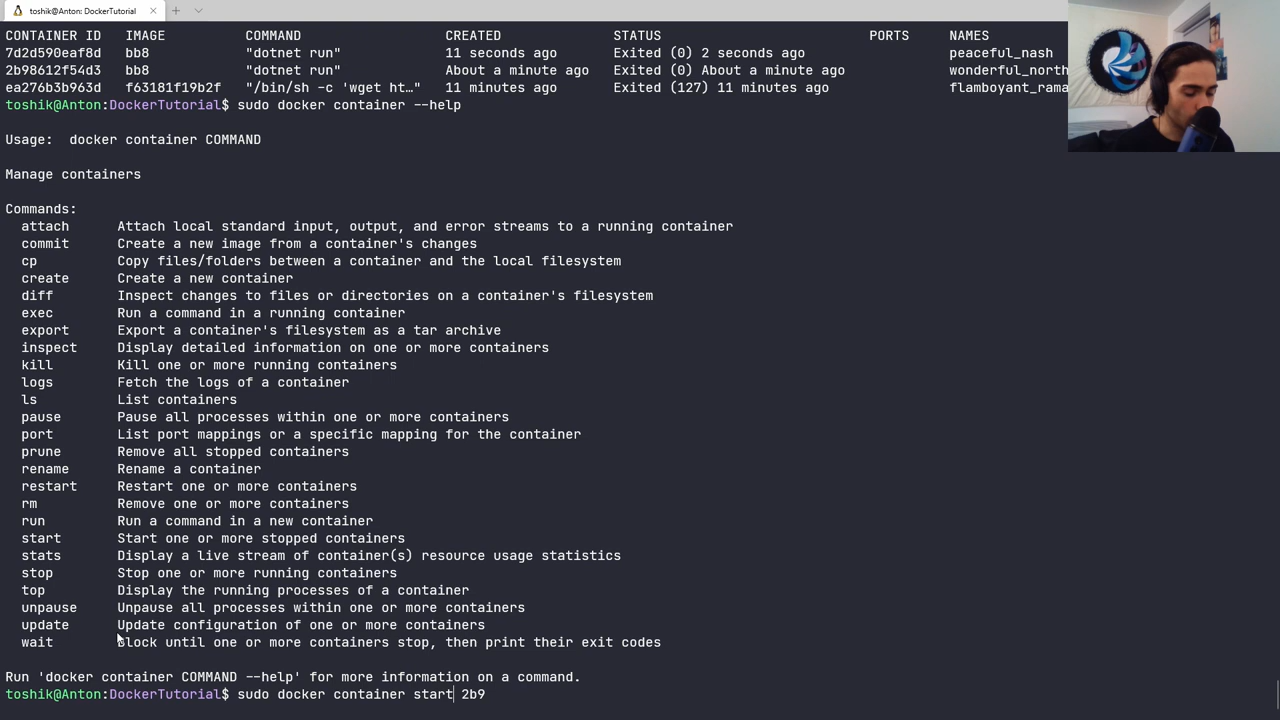 toshik@Anton: DockerTutorial
CONTAINER ID IMAGE COMMAND CREATED STATUS PORTS NAMES
7d2d590eaf8d bb8 "dotnet run" 11 seconds ago Exited (0) 2 seconds ago peaceful_nash
2b98612f54d3 bb8 "dotnet run" About a minute ago Exited (0) About a minute ago wonderful_north
ea276b3b963d f63181f19b2f "/bin/sh -c 'wget ht…" 11 minutes ago Exited (127) 11 minutes ago flamboyant_rama
toshik@Anton:DockerTutorial$ sudo docker container --help
Usage: docker container COMMAND
Manage containers
Commands:
attach Attach local standard input, output, and error streams to a running container
commit Create a new image from a container's changes
cp Copy files/folders between a container and the local filesystem
create Create a new container
diff Inspect changes to files or directories on a container's filesystem
exec Run a command in a running container
export Export a container's filesystem as a tar archive
inspect Display detailed information on one or more containers
kill Kill one or more running containers
logs Fetch the logs of a container
ls List containers
pause Pause all processes within one or more containers
port List port mappings or a specific mapping for the container
prune Remove all stopped containers
rename Rename a container
restart Restart one or more containers
rm Remove one or more containers
run Run a command in a new container
start Start one or more stopped containers
stats Display a live stream of container(s) resource usage statistics
stop Stop one or more running containers
top Display the running processes of a container
unpause Unpause all processes within one or more containers
update Update configuration of one or more containers
wait Block until one or more containers stop, then print their exit codes
Run 'docker container COMMAND --help' for more information on a command.
toshik@Anton:DockerTutorial$ sudo docker container start 2b9